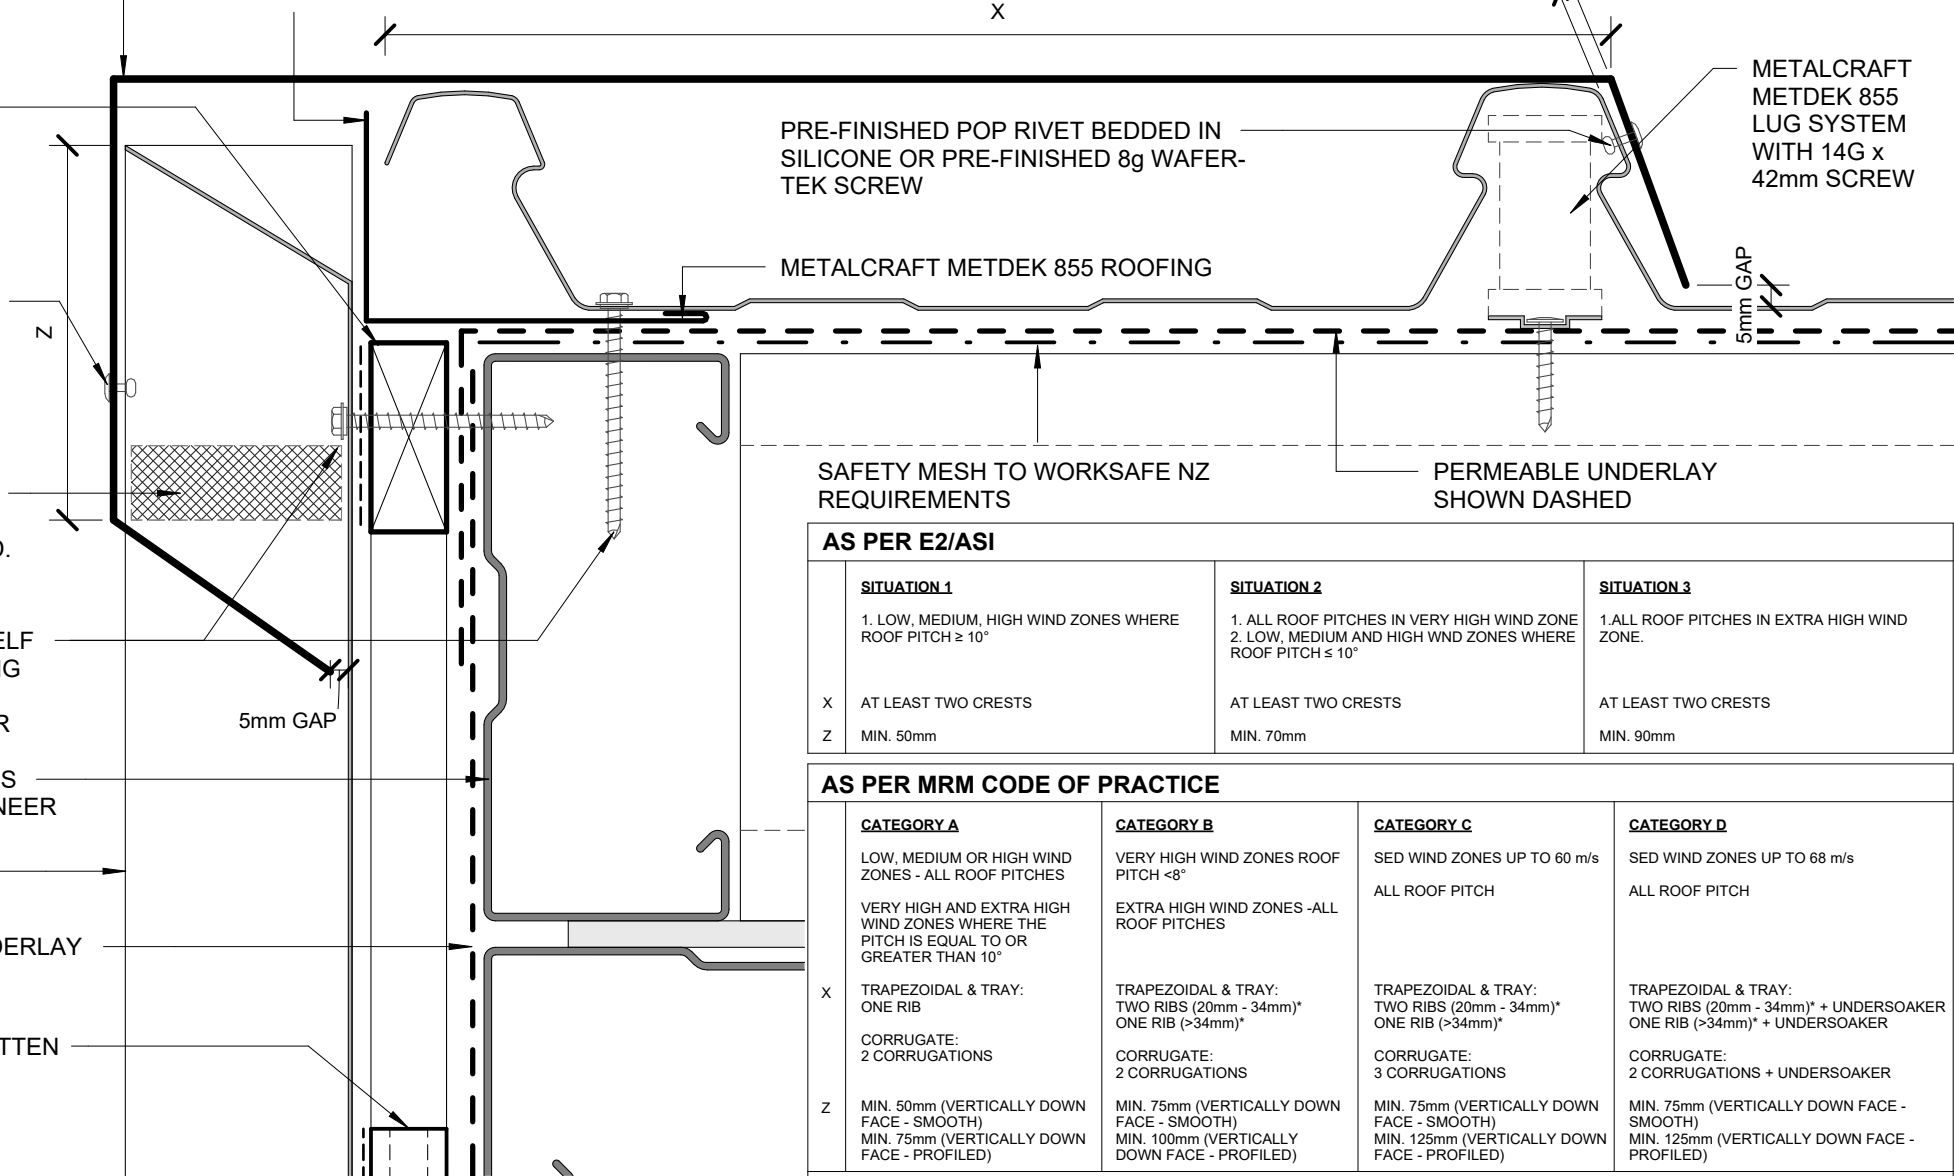 X
METALCRAFT
METDEK 855
LUG SYSTEM
WITH 14G x
42mm SCREW
PRE-FINISHED POP RIVET BEDDED IN
SILICONE OR PRE-FINISHED 8g WAFER-
TEK SCREW
METALCRAFT METDEK 855 ROOFING
5mm GAP
Z
SAFETY MESH TO WORKSAFE NZ
REQUIREMENTS
PERMEABLE UNDERLAY
SHOWN DASHED
D.
ELF
NG
R
5mm GAP
S
NEER
DERLAY
TTEN
AS PER E2/ASI
SITUATION 1
1. LOW, MEDIUM, HIGH WIND ZONES WHERE
ROOF PITCH ≥ 10°
SITUATION 2
1. ALL ROOF PITCHES IN VERY HIGH WIND ZONE
2. LOW, MEDIUM AND HIGH WND ZONES WHERE
ROOF PITCH ≤ 10°
SITUATION 3
1.ALL ROOF PITCHES IN EXTRA HIGH WIND
ZONE.
X AT LEAST TWO CRESTS AT LEAST TWO CRESTS AT LEAST TWO CRESTS
Z MIN. 50mm MIN. 70mm MIN. 90mm
AS PER MRM CODE OF PRACTICE
CATEGORY A
LOW, MEDIUM OR HIGH WIND
ZONES - ALL ROOF PITCHES
VERY HIGH AND EXTRA HIGH
WIND ZONES WHERE THE
PITCH IS EQUAL TO OR
GREATER THAN 10°
CATEGORY B
VERY HIGH WIND ZONES ROOF
PITCH <8°
EXTRA HIGH WIND ZONES -ALL
ROOF PITCHES
CATEGORY C
SED WIND ZONES UP TO 60 m/s
ALL ROOF PITCH
CATEGORY D
SED WIND ZONES UP TO 68 m/s
ALL ROOF PITCH
X
TRAPEZOIDAL & TRAY:
ONE RIB
CORRUGATE:
2 CORRUGATIONS
TRAPEZOIDAL & TRAY:
TWO RIBS (20mm - 34mm)*
ONE RIB (>34mm)*
CORRUGATE:
2 CORRUGATIONS
TRAPEZOIDAL & TRAY:
TWO RIBS (20mm - 34mm)*
ONE RIB (>34mm)*
CORRUGATE:
3 CORRUGATIONS
TRAPEZOIDAL & TRAY:
TWO RIBS (20mm - 34mm)* + UNDERSOAKER
ONE RIB (>34mm)* + UNDERSOAKER
CORRUGATE:
2 CORRUGATIONS + UNDERSOAKER
Z
MIN. 50mm (VERTICALLY DOWN
FACE - SMOOTH)
MIN. 75mm (VERTICALLY DOWN
FACE - PROFILED)
MIN. 75mm (VERTICALLY DOWN
FACE - SMOOTH)
MIN. 100mm (VERTICALLY
DOWN FACE - PROFILED)
MIN. 75mm (VERTICALLY DOWN
FACE - SMOOTH)
MIN. 125mm (VERTICALLY DOWN
FACE - PROFILED)
MIN. 75mm (VERTICALLY DOWN FACE -
SMOOTH)
MIN. 125mm (VERTICALLY DOWN FACE -
PROFILED)